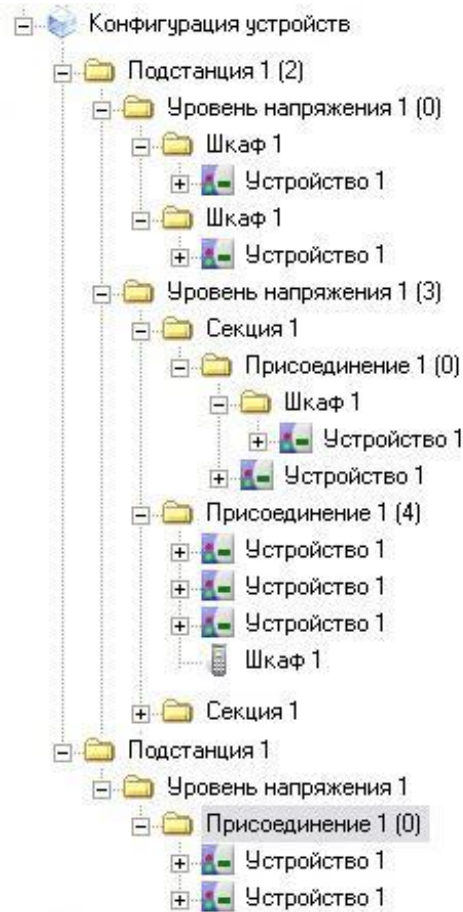 Конфигурация устройств
Подстанция 1 (2)
Уровень напряжения 1 (0)
Шкаф 1
Устройство 1
Шкаф 1
Устройство 1
Уровень напряжения 1 (3)
Секция 1
Присоединение 1 (0)
Шкаф 1
Устройство 1
Устройство 1
Присоединение 1 (4)
Устройство 1
Устройство 1
Устройство 1
Шкаф 1
Секция 1
Подстанция 1
Уровень напряжения 1
Присоединение 1 (0)
Устройство 1
Устройство 1